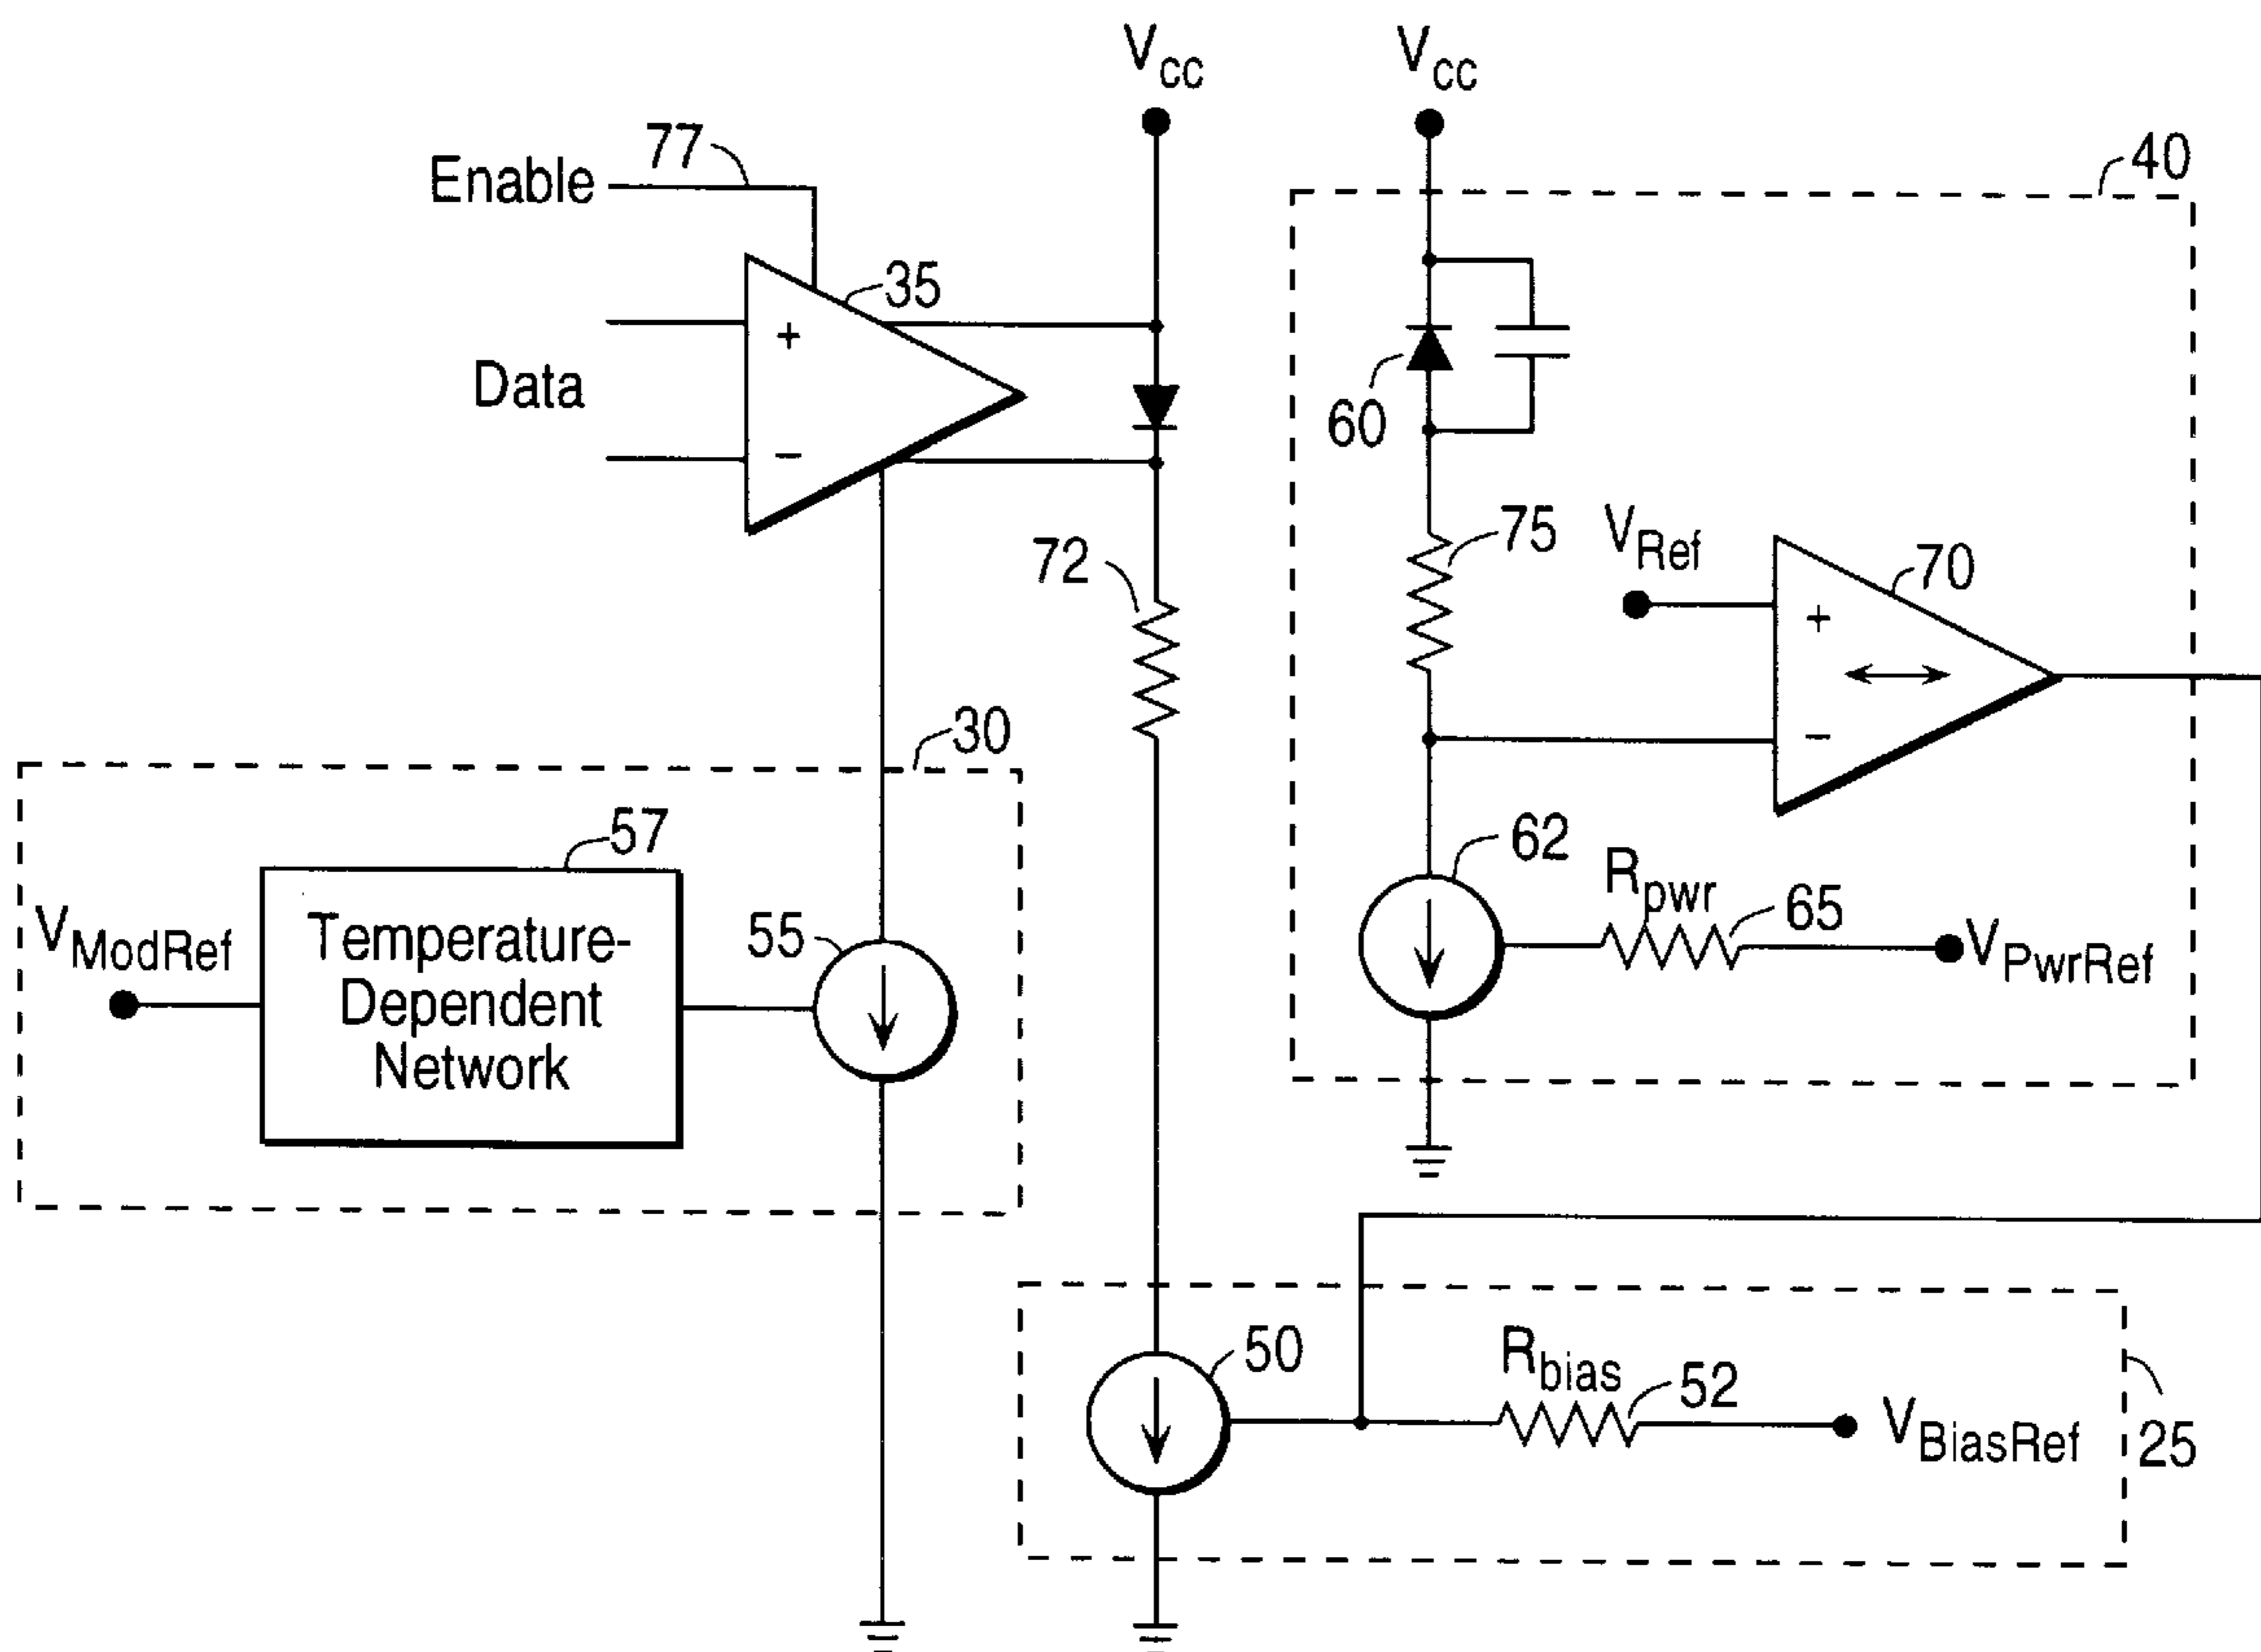 Vcc
Vcc
77
40
Enable
35
+
Data
60
−
75
VRef
70
72
+
30
−
57
62
Rpwr
65
VModRef
Temperature-
Dependent
Network
55
VPwrRef
50
Rbias
52
VBiasRef
25